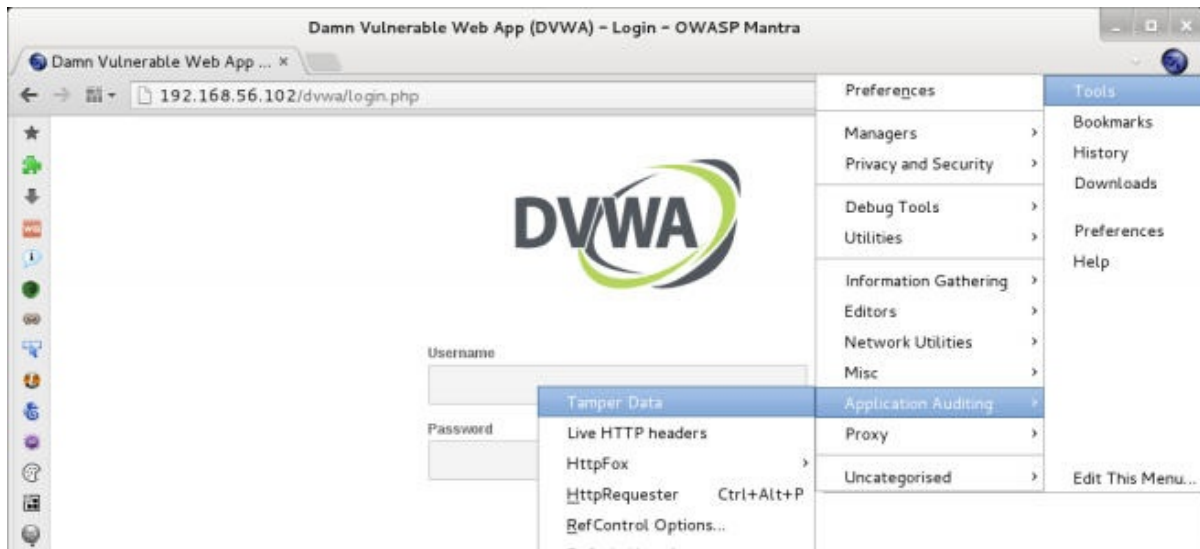 Damn Vulnerable Web App (DVWA) - Login - OWASP Mantra
Damn Vulnerable Web App ... ×
192.168.56.102/dvwa/login.php
DVWA
Username
Password
Tools
Bookmarks
History
Downloads
Preferences
Help
Edit This Menu...
Preferences
Managers
Privacy and Security
Debug Tools
Utilities
Information Gathering
Editors
Network Utilities
Misc
Application Auditing
Proxy
Uncategorised
Tamper Data
Live HTTP headers
HttpFox
HttpRequester Ctrl+Alt+P
RefControl Options...